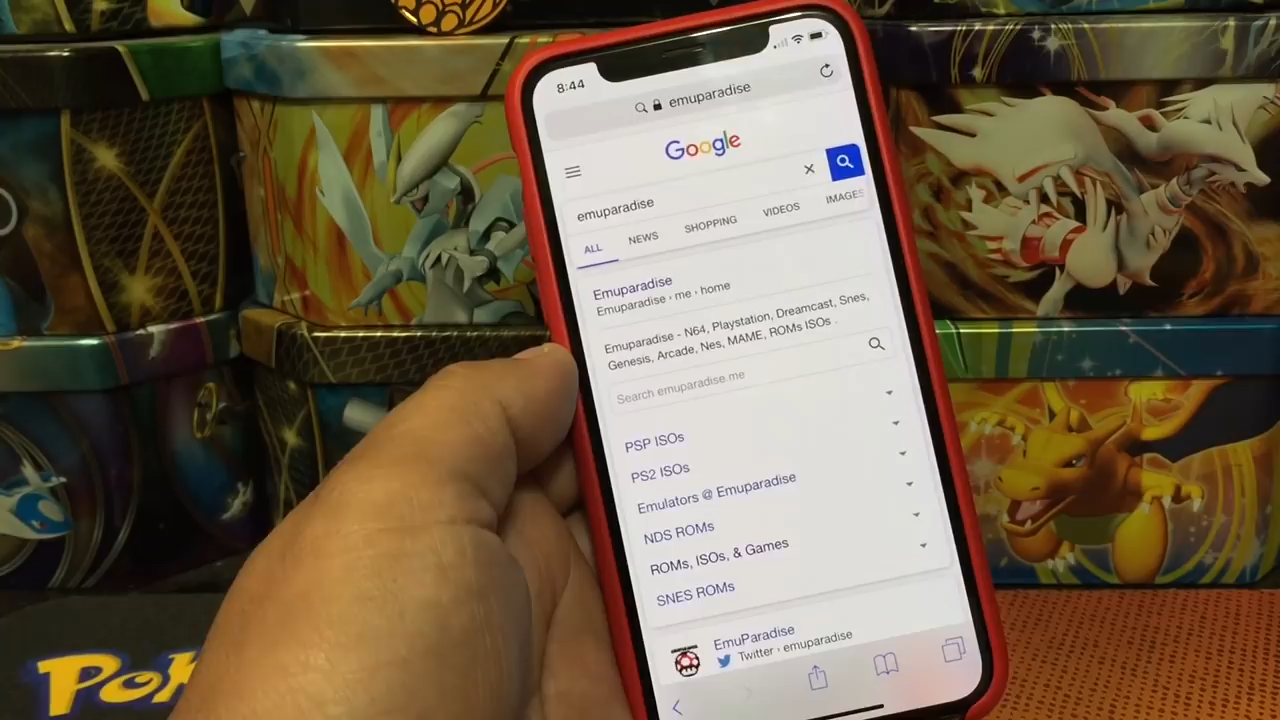 8:44
emuparadise
Google
emuparadise
ALL NEWS SHOPPING VIDEOS IMAGES
Emuparadise
Emuparadise › me › home
Emuparadise - N64, Playstation, Dreamcast, Snes,
Genesis, Arcade, Nes, MAME, ROMs ISOs .
Search emuparadise me
PSP ISOs
PS2 ISOs
Emulators @ Emuparadise
NDS ROMs
ROMs, ISOs, & Games
SNES ROMs
EmuParadise
Twitter › emuparadise
Pok